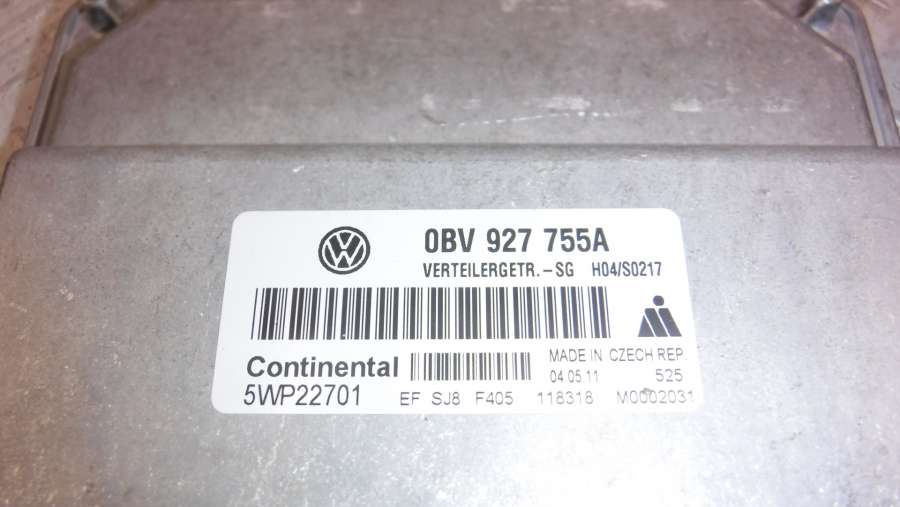 0BV 927 755A
VERTEILERGETR.-SG H04/S0217
Continental
MADE IN CZECH REP.
04.05.11 525
5WP22701 EF SJ8 F405 118318 M0002031